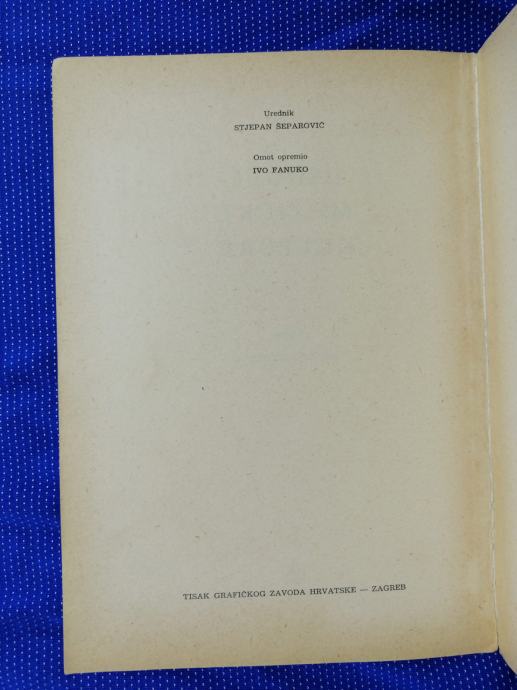 Urednik
STJEPAN ŠEPAROVIĆ
Omot opremio
IVO FANUKO
TISAK GRAFIČKOG ZAVODA HRVATSKE — ZAGREB